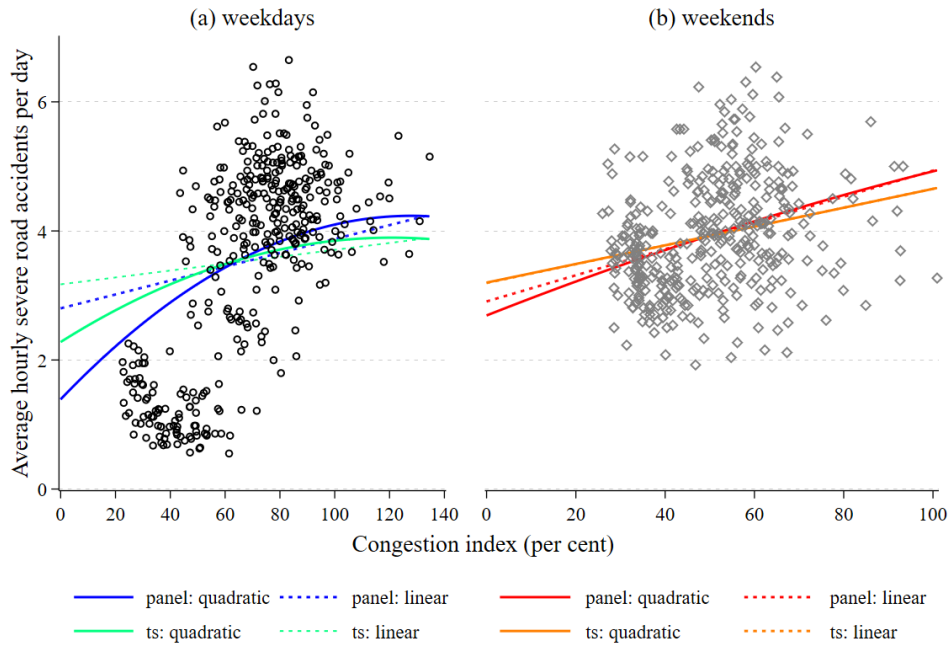 (a) weekdays
(b) weekends
Average hourly severe road accidents per day
6
4
2
0
0 20 40 60 80 100 120 140
0 20 40 60 80 100
Congestion index (per cent)
panel: quadratic panel: linear panel: quadratic panel: linear
ts: quadratic ts: linear ts: quadratic ts: linear